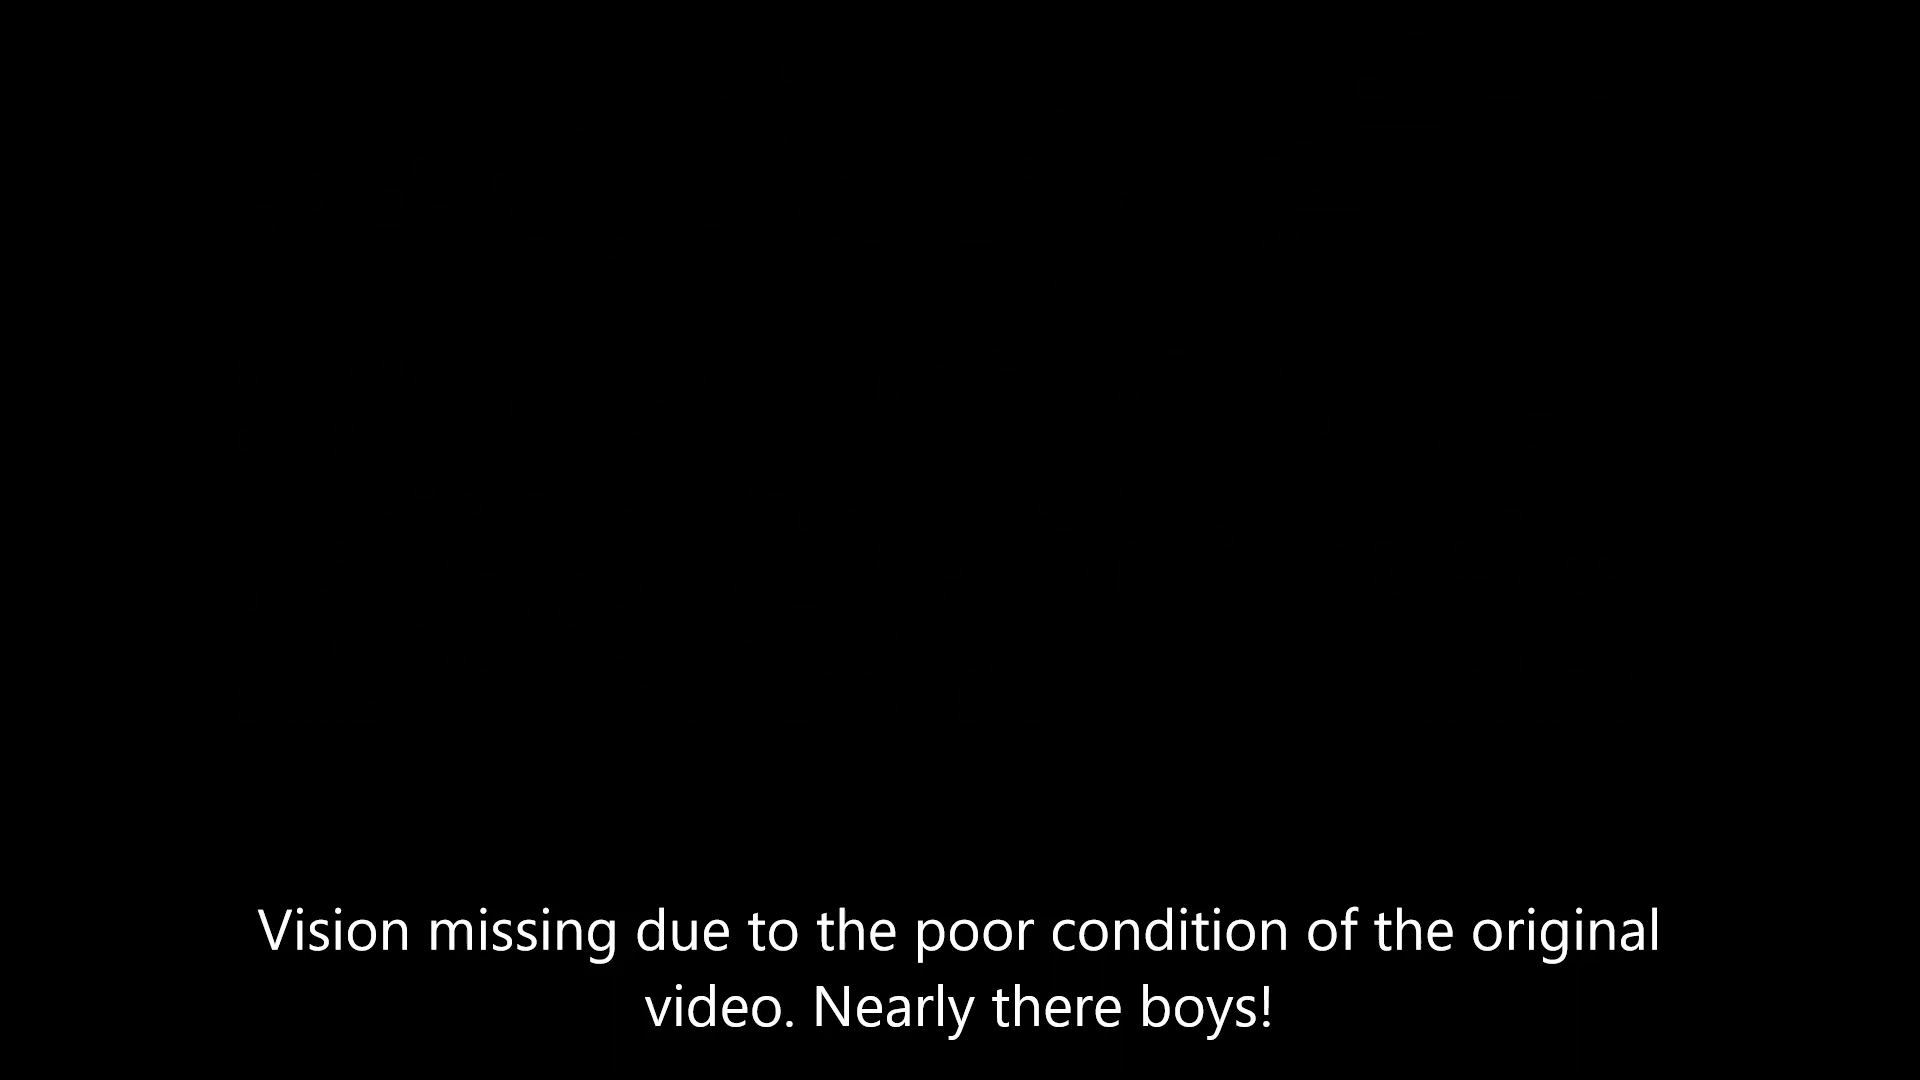 Vision missing due to the poor condition of the original
video. Nearly there boys!